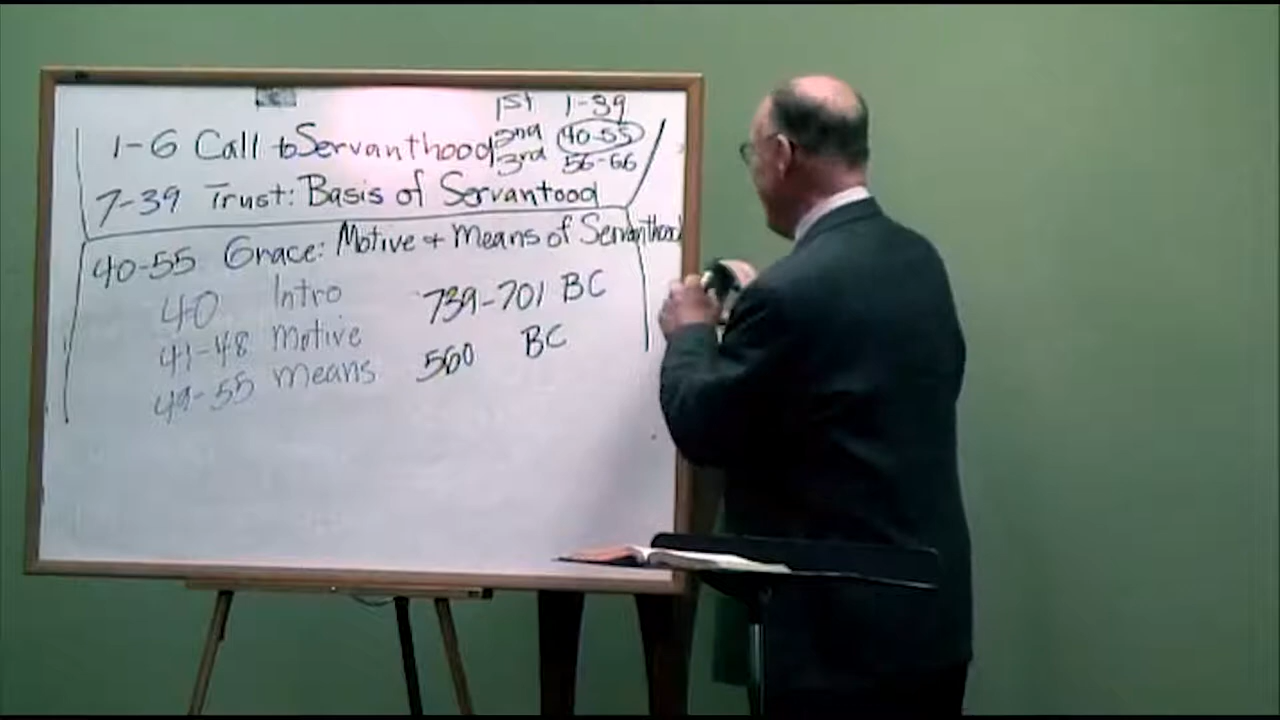 1st 1-39
2nd 40-55
3rd 56-66
1-6 Call to Servanthood
7-39 Trust: Basis of Servantood
40-55 Grace: Motive + Means of Servanthood
40 Intro 739-701 BC
41-48 Motive
49-55 means 560 BC